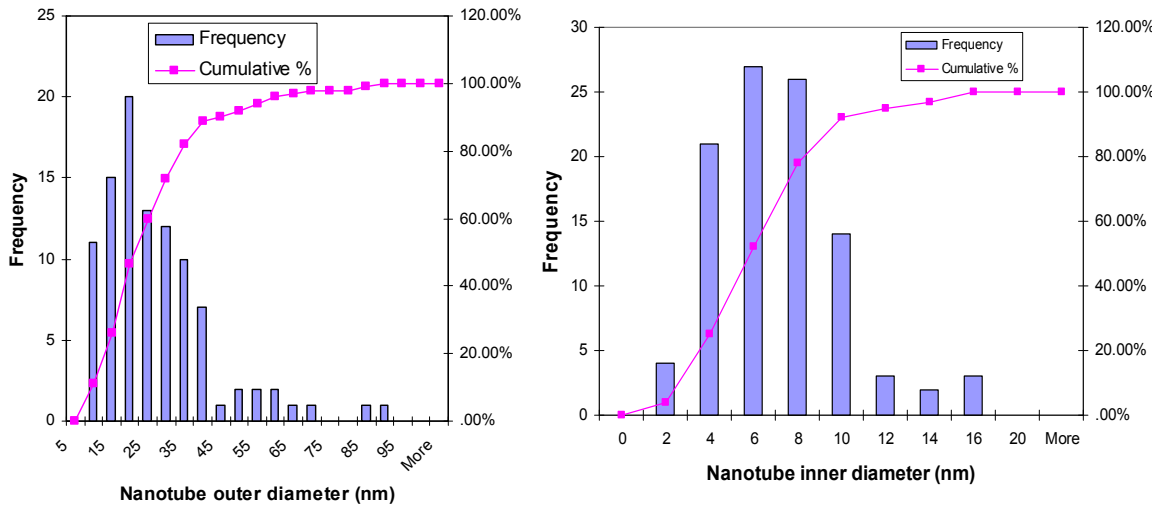 25
20
15
10
5
0
Frequency
Frequency
Cumulative %
120.00%
100.00%
80.00%
60.00%
40.00%
20.00%
.00%
5 15 25 35 45 55 65 75 85 95 More
Nanotube outer diameter (nm)
30
25
20
15
10
5
0
Frequency
Frequency
Cumulative %
120.00%
100.00%
80.00%
60.00%
40.00%
20.00%
.00%
0 2 4 6 8 10 12 14 16 20 More
Nanotube inner diameter (nm)